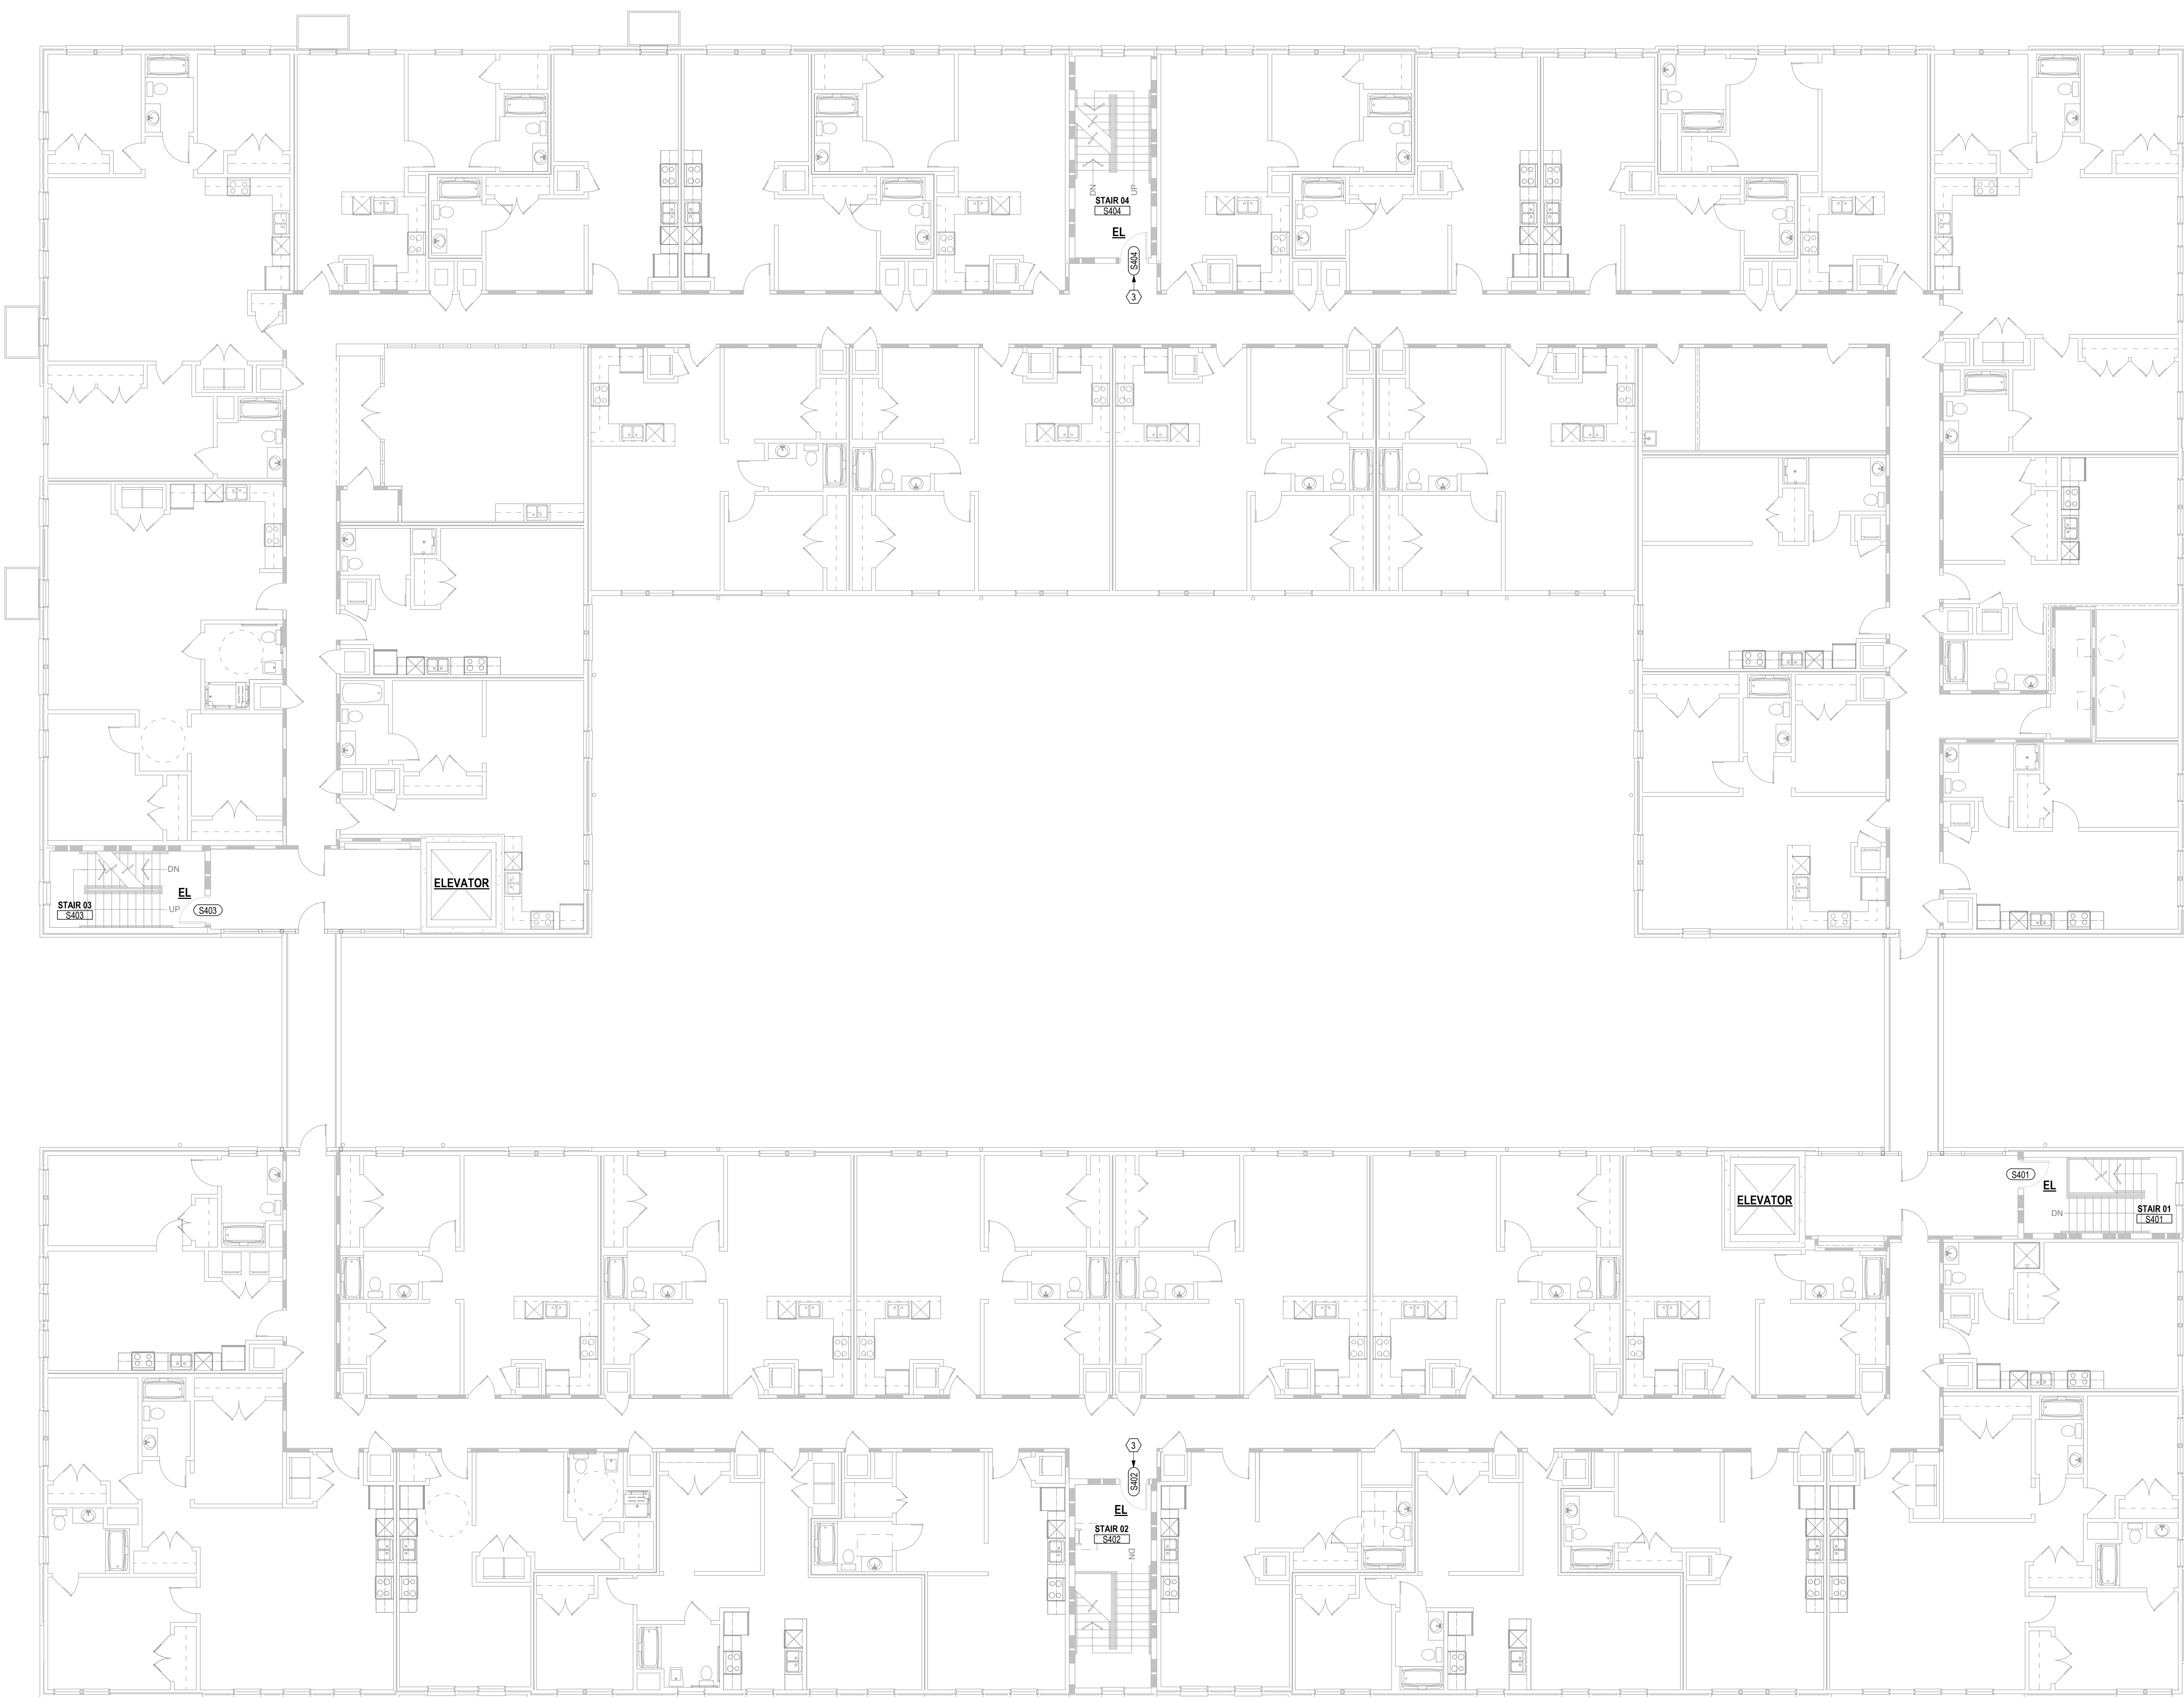 DN
UP
STAIR 04
S404
EL
S404
3
ELEVATOR
DN
EL
STAIR 03
S403
UP
S403
S401
EL
ELEVATOR
STAIR 01
DN
S401
3
S402
EL
STAIR 02
S402
DN